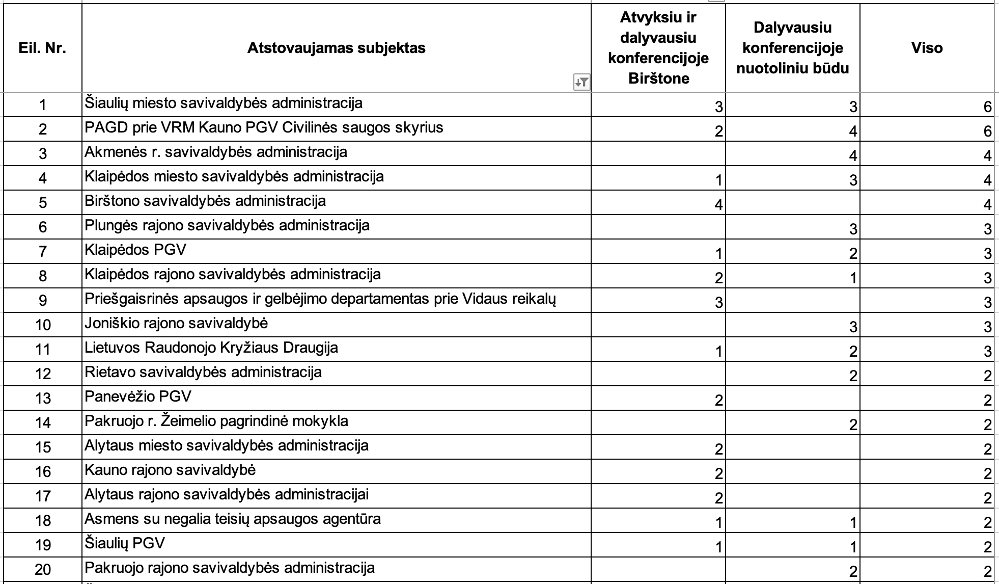 Eil. Nr. Atstovaujamas subjektas Atvyksiu ir dalyvausiu konferencijoje Birštone Dalyvausiu konferencijoje nuotoliniu būdu Viso
1 Šiaulių miesto savivaldybės administracija 3 3 6
2 PAGD prie VRM Kauno PGV Civilinės saugos skyrius 2 4 6
3 Akmenės r. savivaldybės administracija 4 4
4 Klaipėdos miesto savivaldybės administracija 1 3 4
5 Birštono savivaldybės administracija 4 4
6 Plungės rajono savivaldybės administracija 3 3
7 Klaipėdos PGV 1 2 3
8 Klaipėdos rajono savivaldybės administracija 2 1 3
9 Priešgaisrinės apsaugos ir gelbėjimo departamentas prie Vidaus reikalų 3 3
10 Joniškio rajono savivaldybė 3 3
11 Lietuvos Raudonojo Kryžiaus Draugija 1 2 3
12 Rietavo savivaldybės administracija 2 2
13 Panevėžio PGV 2 2
14 Pakruojo r. Žeimelio pagrindinė mokykla 2 2
15 Alytaus miesto savivaldybės administracija 2 2
16 Kauno rajono savivaldybė 2 2
17 Alytaus rajono savivaldybės administracijai 2 2
18 Asmens su negalia teisių apsaugos agentūra 1 1 2
19 Šiaulių PGV 1 1 2
20 Pakruojo rajono savivaldybės administracija 2 2